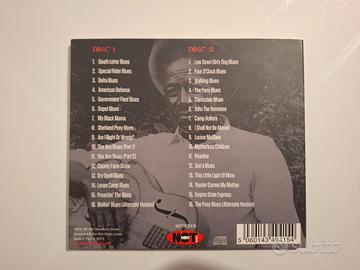 DISC 1
1. Death Letter Blues
2. Special Rider Blues
3. Delta Blues
4. American Defense
5. Government Fleet Blues
6. Depot Blues
7. My Black Mama
8. Shetland Pony Blues
9. Am I Right Or Wrong?
10. The Jinx Blues (Part 1)
11. The Jinx Blues (Part 2)
12. County Farm Blues
13. Dry Spell Blues
14. Levee Camp Blues
15. Preachin' The Blues
16. Walkin' Blues (Alternate Version)
DISC 2
1. Low Down Dirty Dog Blues
2. Four O'Clock Blues
3. Walking Blues
4. The Pony Blues
5. Clarksdale Moan
6. John The Revelator
7. Camp Hollers
8. I Shall Not Be Moved
9. Louise McGhee
10. Motherless Children
11. Pearline
12. Son's Blues
13. This Little Light Of Mine
14. Yonder Comes My Mother
15. Empire State Express
16. The Pony Blues (Alternate Version)
NOT2CD419
NOT
5 060143 494154
subito